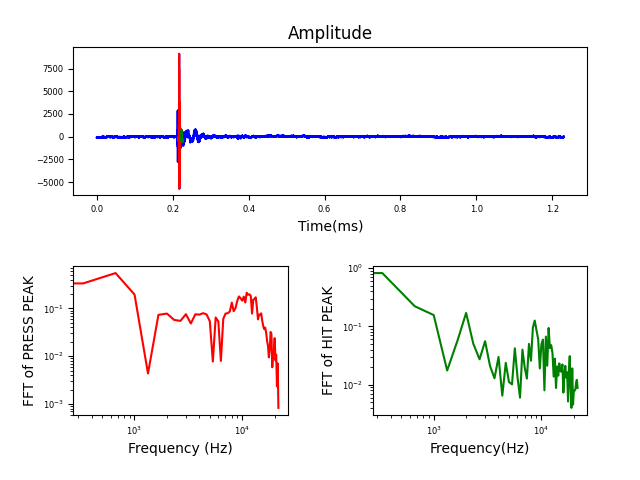 Amplitude
7500
5000
2500
0
−2500
−5000
0.0 0.2 0.4 0.6 0.8 1.0 1.2
Time(ms)
FFT of PRESS PEAK
10⁻¹
10⁻²
10⁻³
10³ 10⁴
Frequency (Hz)
FFT of HIT PEAK
10⁰
10⁻¹
10⁻²
10³ 10⁴
Frequency(Hz)